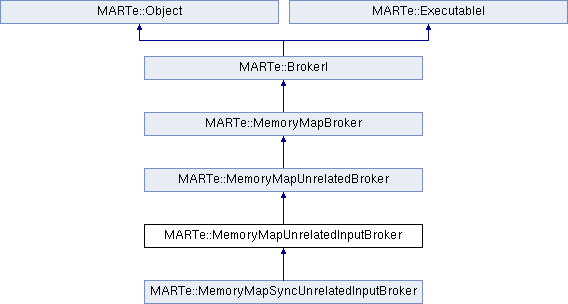 MARTe::Object
MARTe::ExecutableI
MARTe::BrokerI
MARTe::MemoryMapBroker
MARTe::MemoryMapUnrelatedBroker
MARTe::MemoryMapUnrelatedInputBroker
MARTe::MemoryMapSyncUnrelatedInputBroker